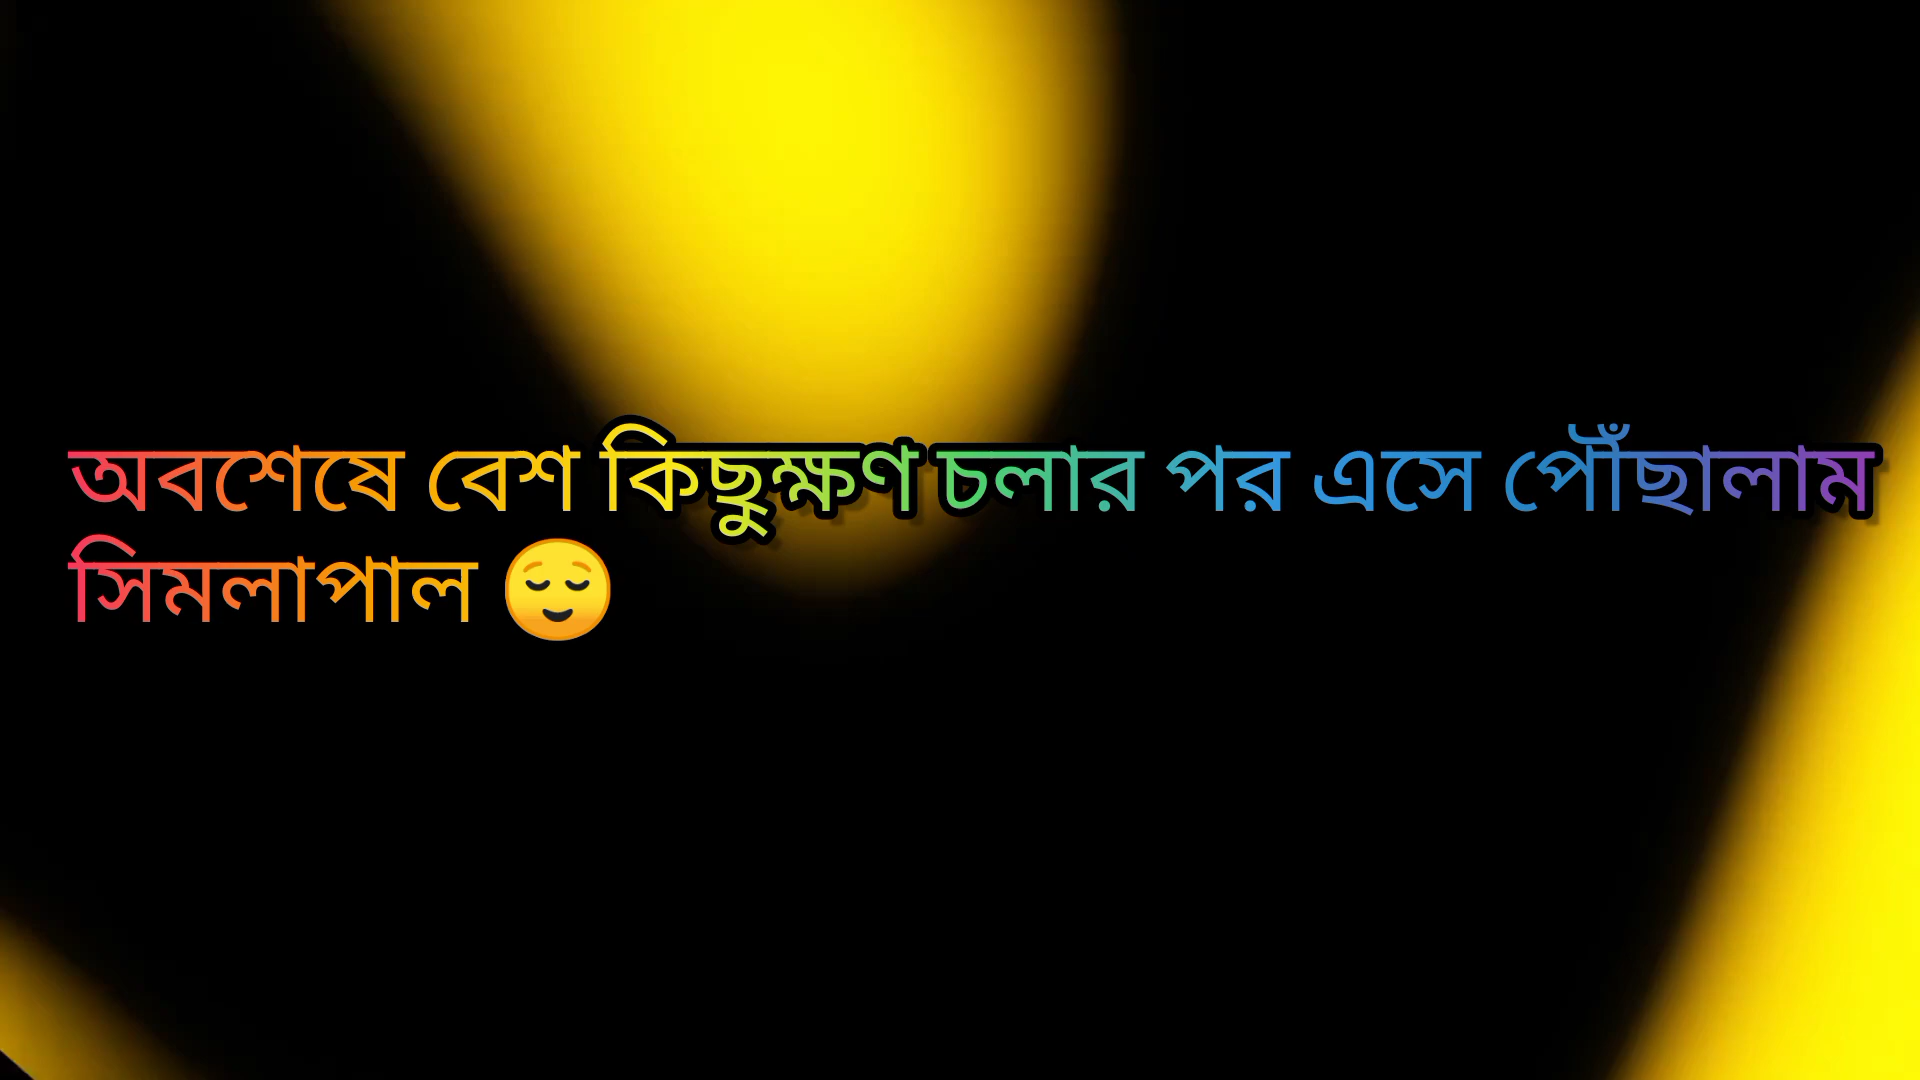 অবশেষে বেশ কিছুক্ষণ চলার পর এসে পৌঁছালাম
সিমলাপাল 😌